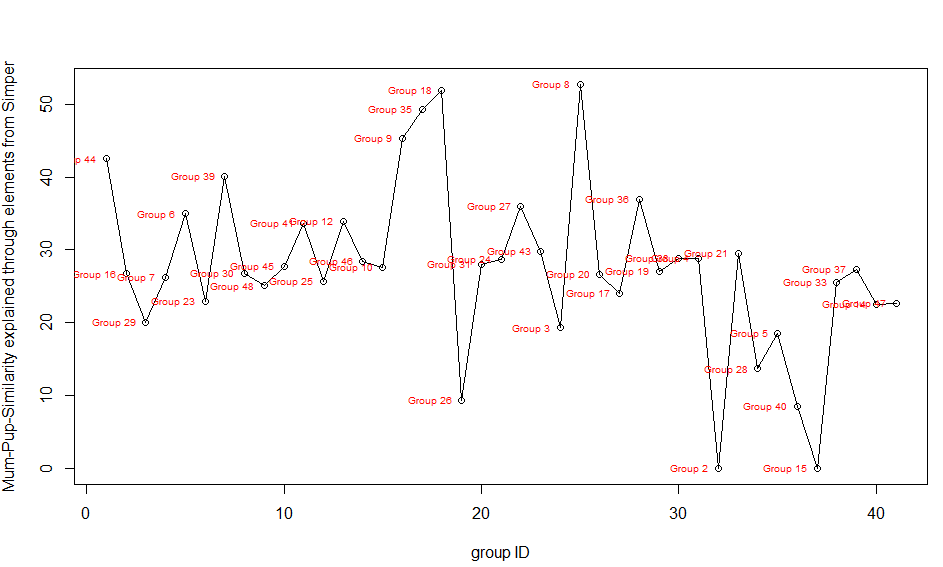 Mum-Pup-Similarity explained through elements from Simper
50
40
30
20
10
0
Group 8
Group 18
Group 35
Group 9
p 44
Group 39
Group 36
Group 27
Group 6
Group 41
Group 12
Group 43
Group 21
Group 24
Group 31
Group 46
Group 10
Group 45
Group 30
Group 16
Group 7
Group 48
Group 25
Group 23
Group 29
Group 20
Group 19
Group 17
Group 3
Group 37
Group 33
Group 5
Group 28
Group 40
Group 26
Group 2
Group 15
0
10
20
30
40
group ID